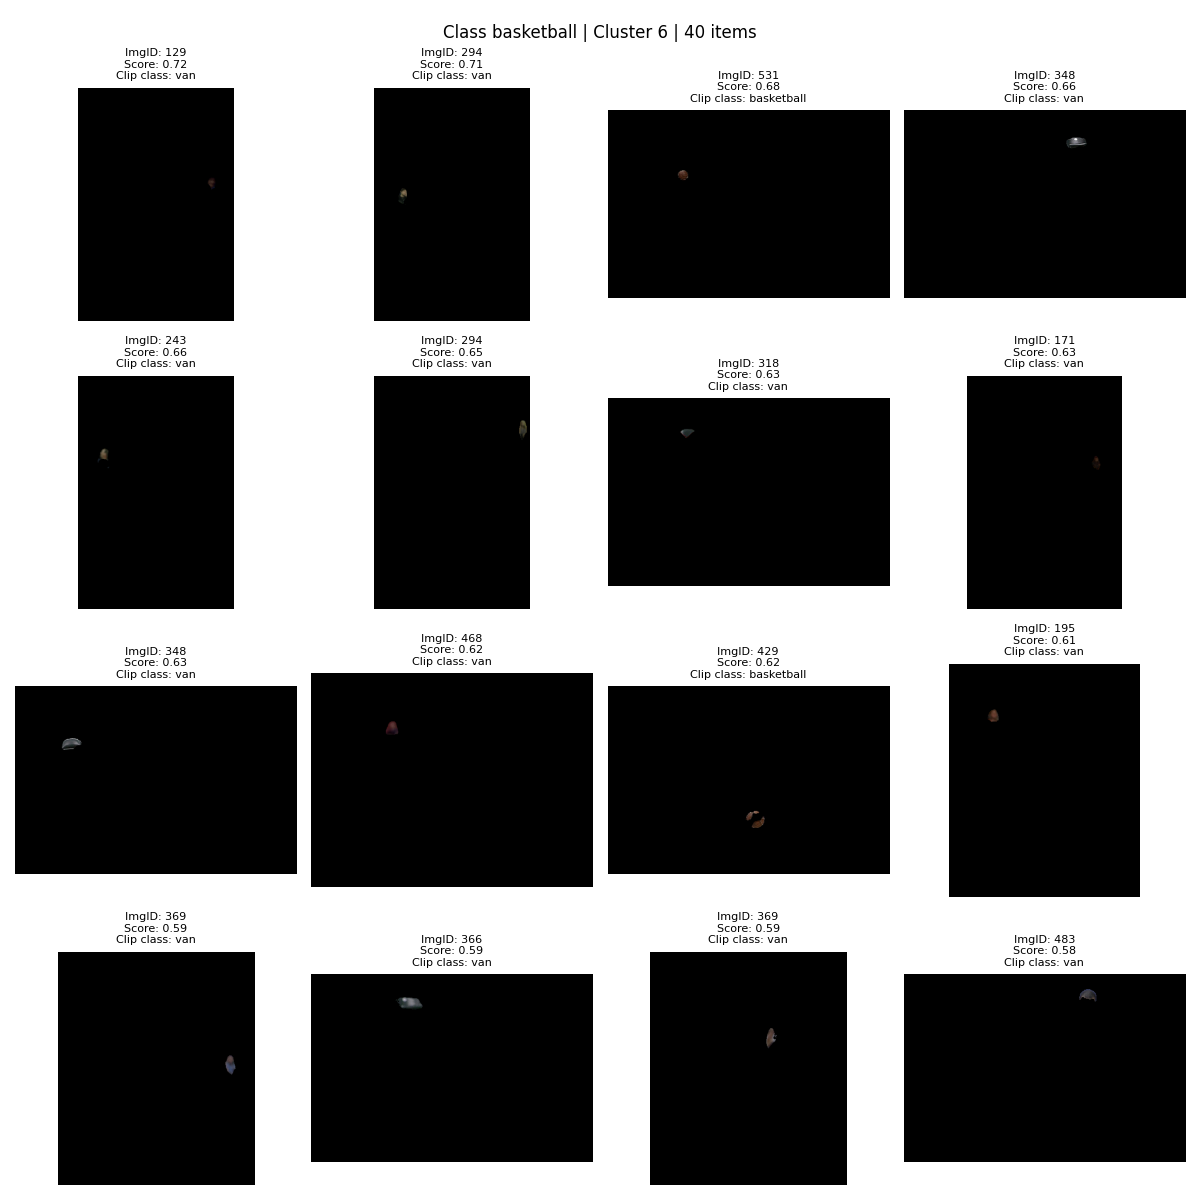 Class basketball | Cluster 6 | 40 items
ImgID: 129
Score: 0.72
Clip class: van
ImgID: 294
Score: 0.71
Clip class: van
ImgID: 531
Score: 0.68
Clip class: basketball
ImgID: 348
Score: 0.66
Clip class: van
ImgID: 243
Score: 0.66
Clip class: van
ImgID: 294
Score: 0.65
Clip class: van
ImgID: 318
Score: 0.63
Clip class: van
ImgID: 171
Score: 0.63
Clip class: van
ImgID: 348
Score: 0.63
Clip class: van
ImgID: 468
Score: 0.62
Clip class: van
ImgID: 429
Score: 0.62
Clip class: basketball
ImgID: 195
Score: 0.61
Clip class: van
ImgID: 369
Score: 0.59
Clip class: van
ImgID: 366
Score: 0.59
Clip class: van
ImgID: 369
Score: 0.59
Clip class: van
ImgID: 483
Score: 0.58
Clip class: van